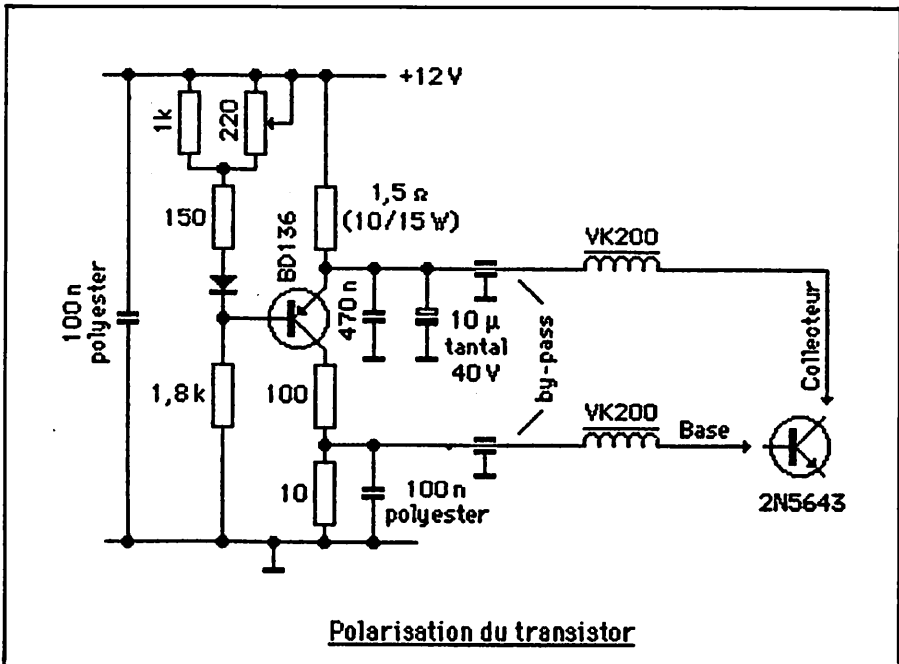 +12 V
1k
220
1,5 Ω
(10/15 W)
150
BD136
VK200
100 n
polyester
470 n
10 µ
tantal
40 V
by-pass
Collecteur
1,8 k
100
VK200
Base
10
100 n
polyester
2N5643
Polarisation du transistor